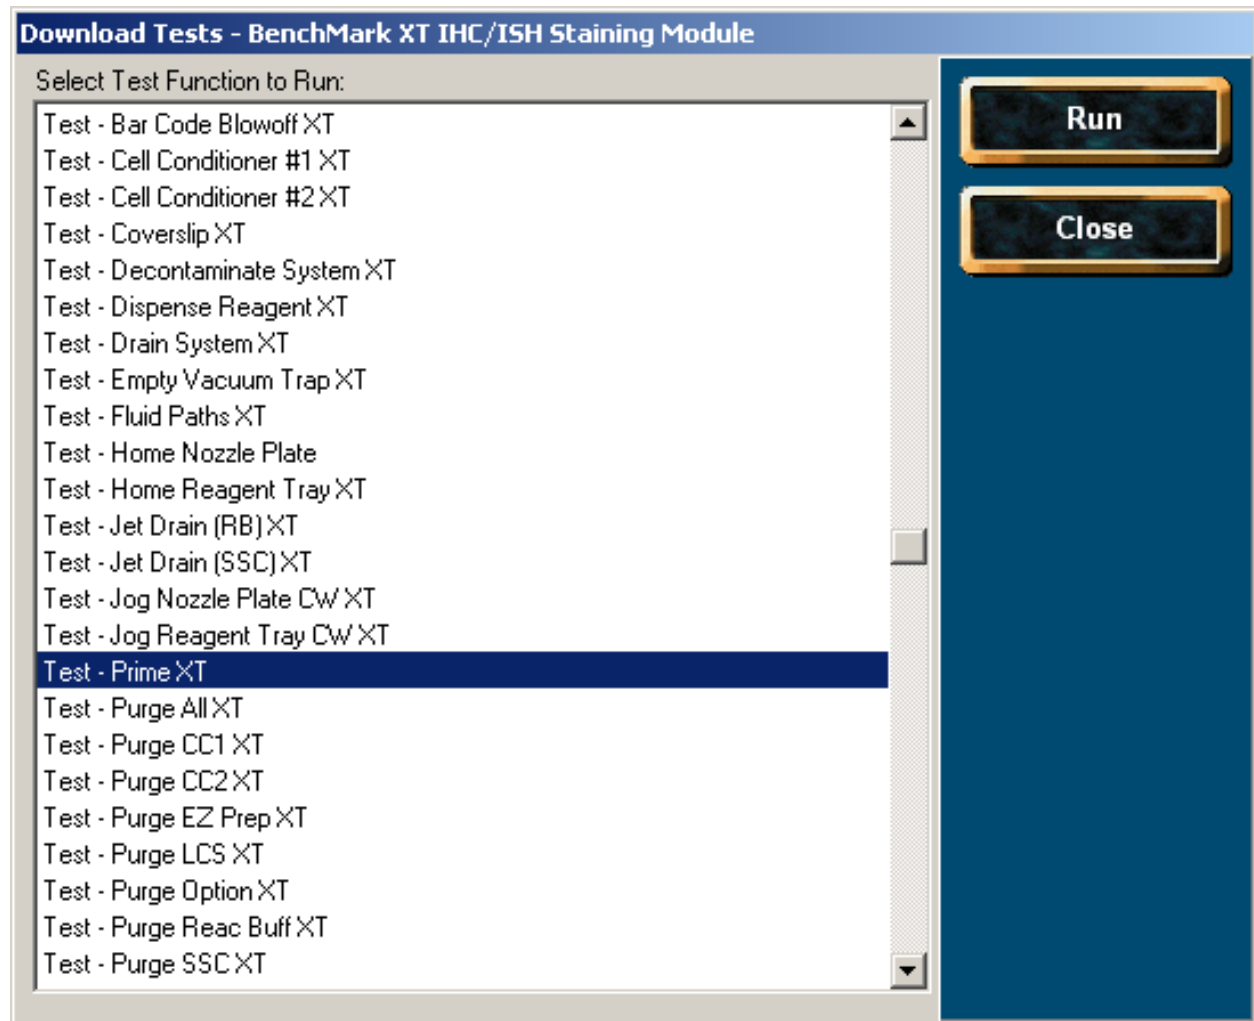 Download Tests - BenchMark XT IHC/ISH Staining Module
Select Test Function to Run:
Test - Bar Code Blowoff XT
Test - Cell Conditioner #1 XT
Test - Cell Conditioner #2 XT
Test - Coverslip XT
Test - Decontaminate System XT
Test - Dispense Reagent XT
Test - Drain System XT
Test - Empty Vacuum Trap XT
Test - Fluid Paths XT
Test - Home Nozzle Plate
Test - Home Reagent Tray XT
Test - Jet Drain (RB) XT
Test - Jet Drain (SSC) XT
Test - Jog Nozzle Plate CW XT
Test - Jog Reagent Tray CW XT
Test - Prime XT
Test - Purge All XT
Test - Purge CC1 XT
Test - Purge CC2 XT
Test - Purge EZ Prep XT
Test - Purge LCS XT
Test - Purge Option XT
Test - Purge Reac Buff XT
Test - Purge SSC XT
Run
Close